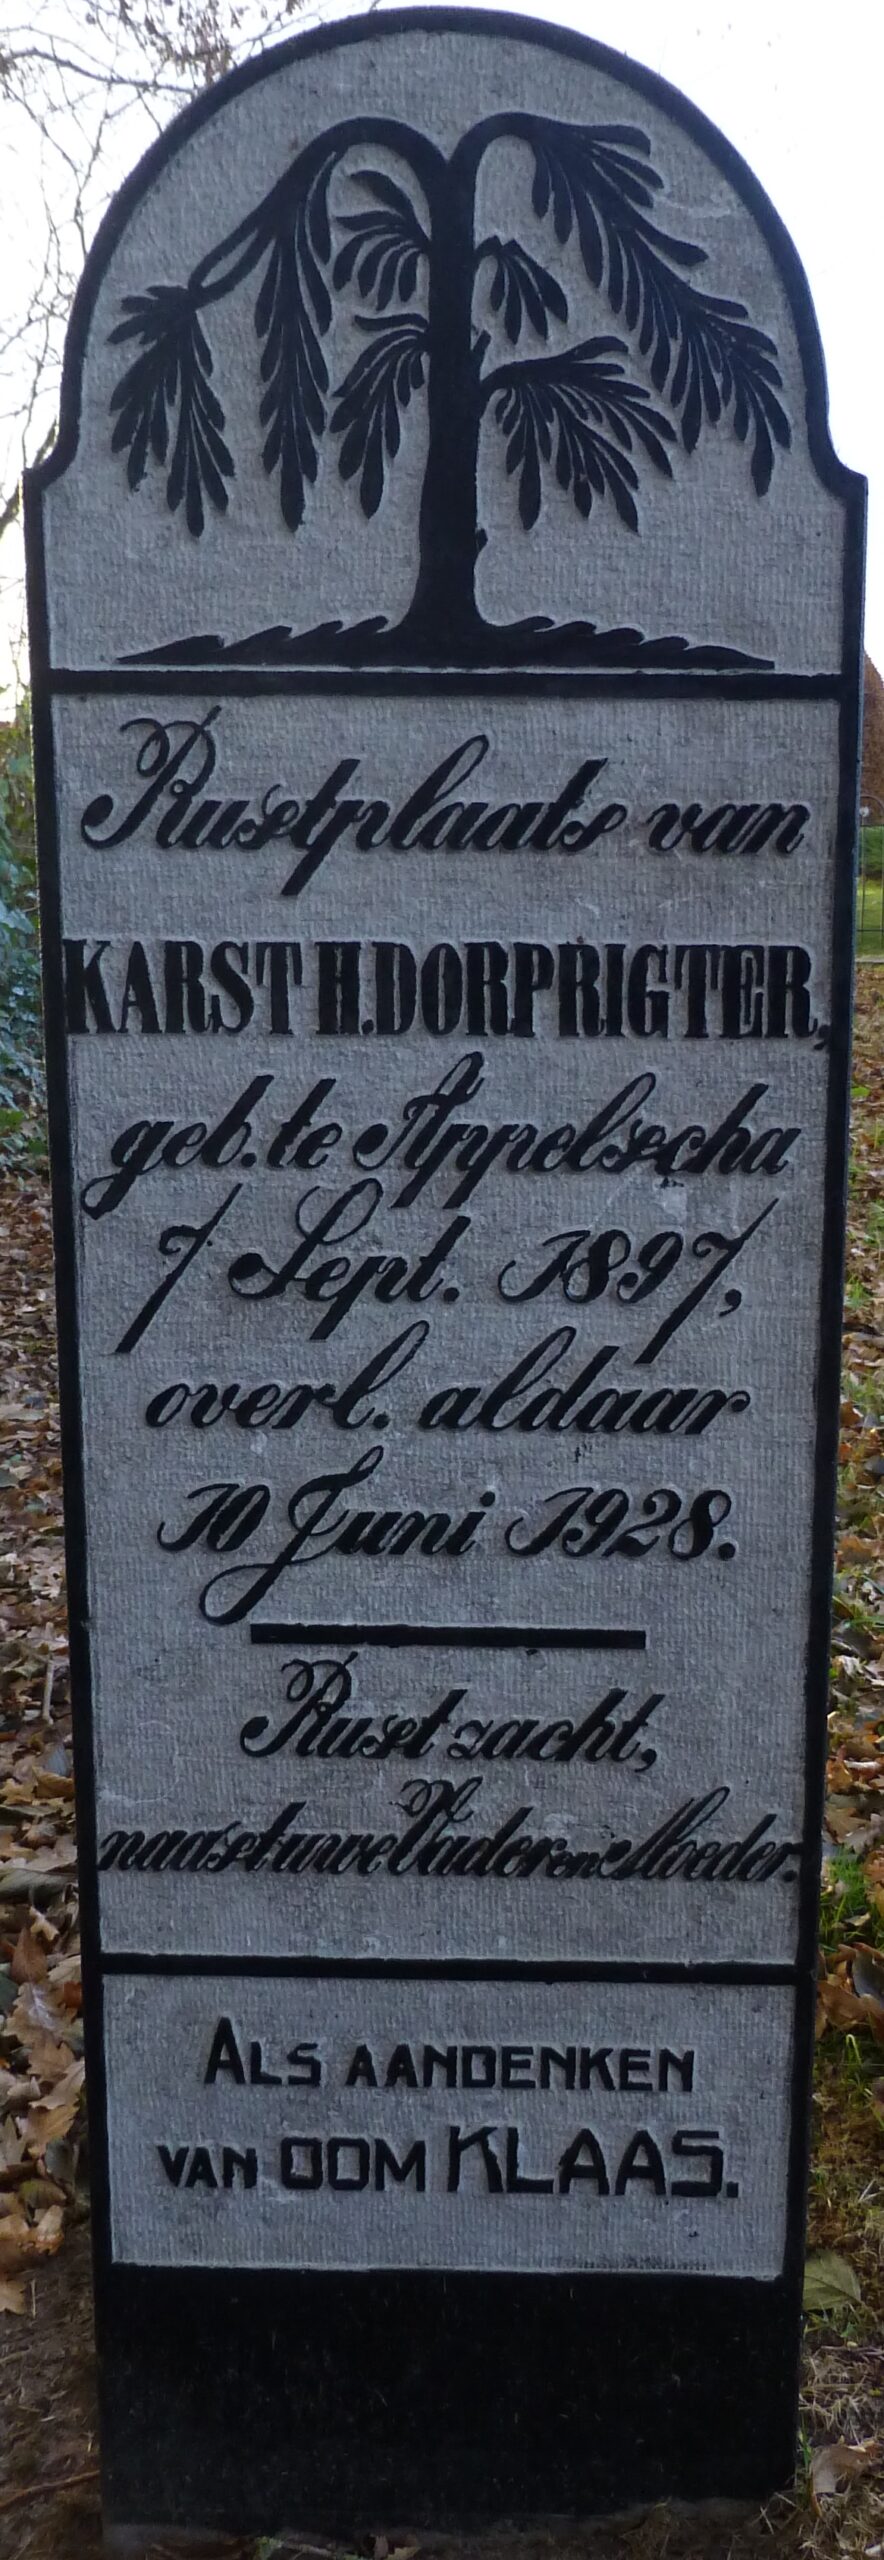 Rustplaats van
KARST H. DORPRIGTER,
geb. te Appelscha
7 Sept. 1897,
overl. aldaar
10 Juni 1928.
Rust zacht,
naast uwe Vader en Moeder.
ALS AANDENKEN
VAN OOM KLAAS.